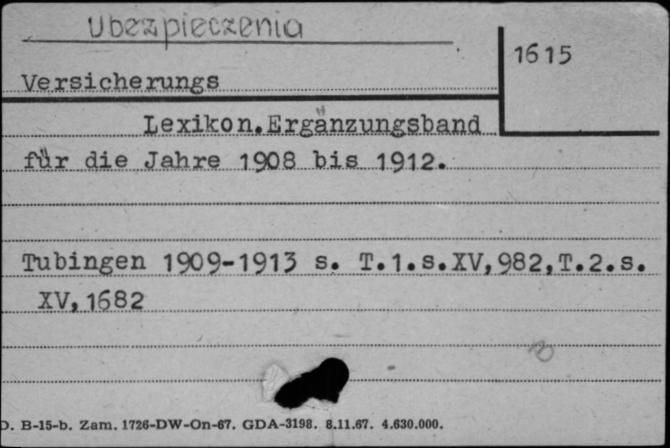 Ubezpieczenia
1615
Versicherungs
Lexikon.Ergänzungsband
für die Jahre 1908 bis 1912.
Tubingen 1909-1913 s. T.1.s.XV,982,T.2.s.
XV,1682
D. B-15-b. Zam. 1726-DW-On-67. GDA-3198. 8.11.67. 4.630.000.